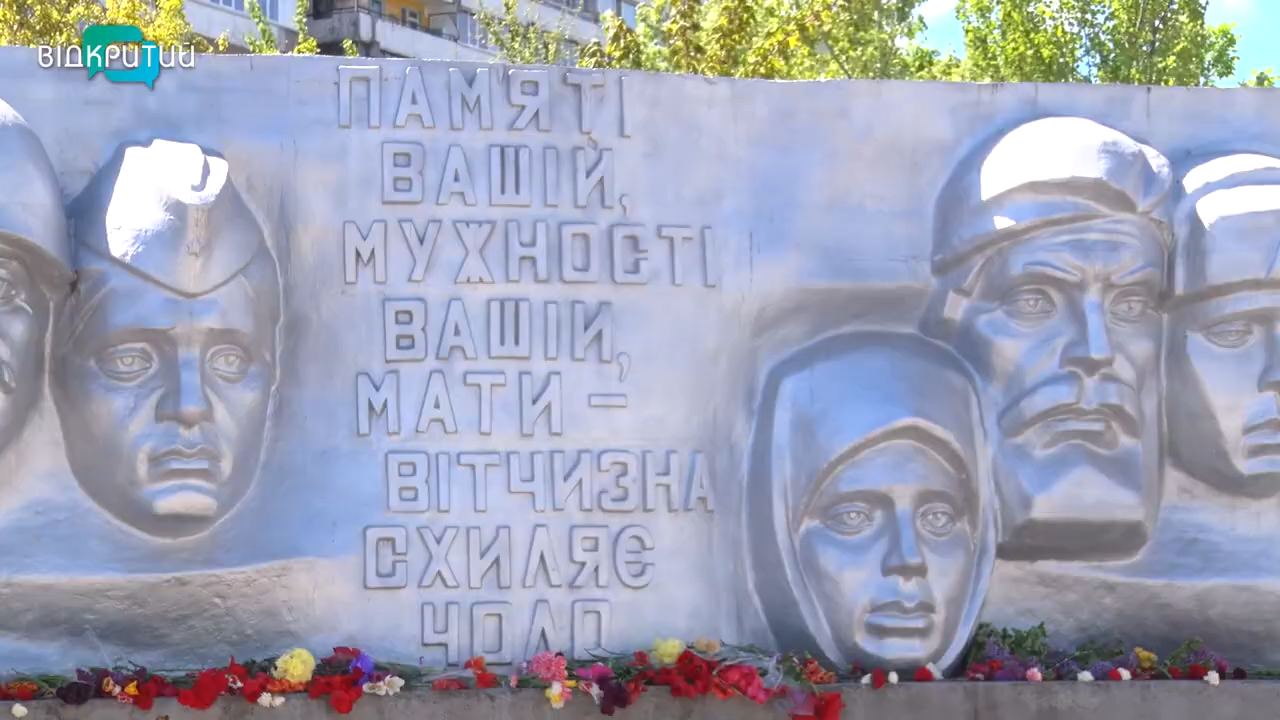 ВІДКРИТИЙ
ПАМ'ЯТІ
ВАШІЙ,
МУЖНОСТІ
ВАШІЙ,
МАТИ –
ВІТЧИЗНА
СХИЛЯЄ
ЧОЛО